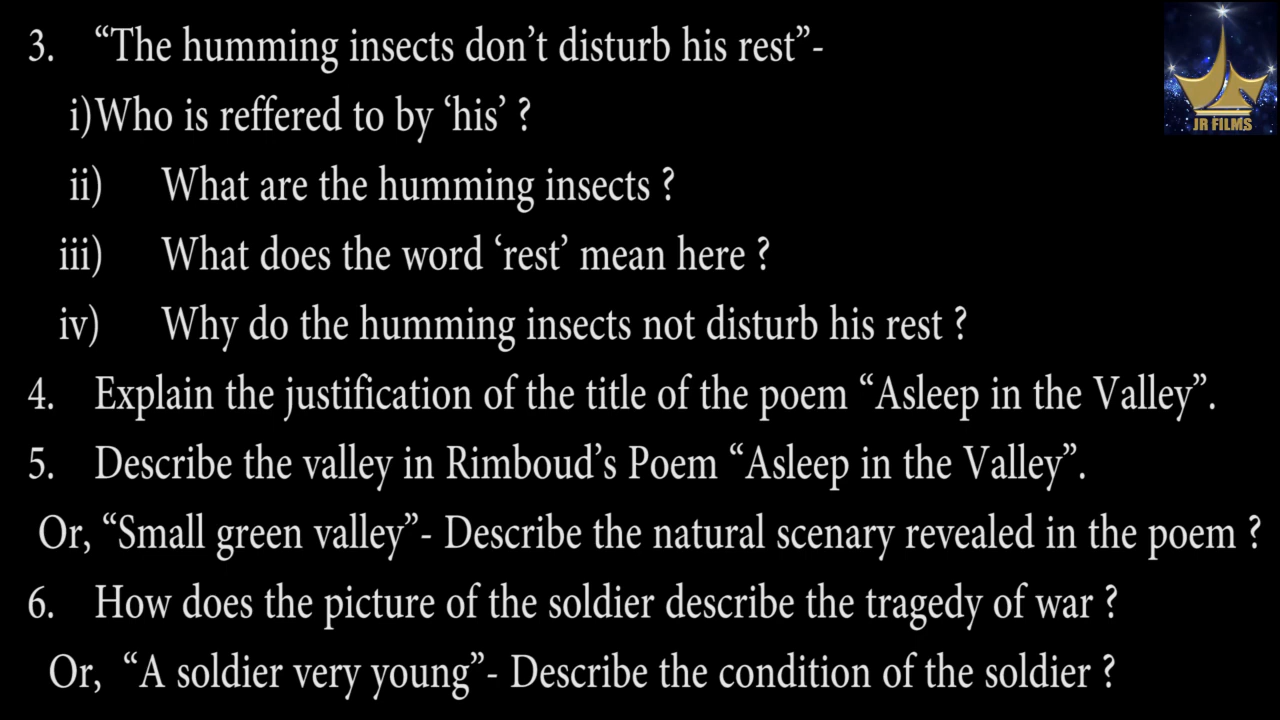 3. “The humming insects don’t disturb his rest”-
i)Who is reffered to by ‘his’ ?
ii) What are the humming insects ?
iii) What does the word ‘rest’ mean here ?
iv) Why do the humming insects not disturb his rest ?
4. Explain the justification of the title of the poem “Asleep in the Valley”.
5. Describe the valley in Rimboud’s Poem “Asleep in the Valley”.
Or, “Small green valley”- Describe the natural scenary revealed in the poem ?
6. How does the picture of the soldier describe the tragedy of war ?
Or, “A soldier very young”- Describe the condition of the soldier ?
JR FILMS